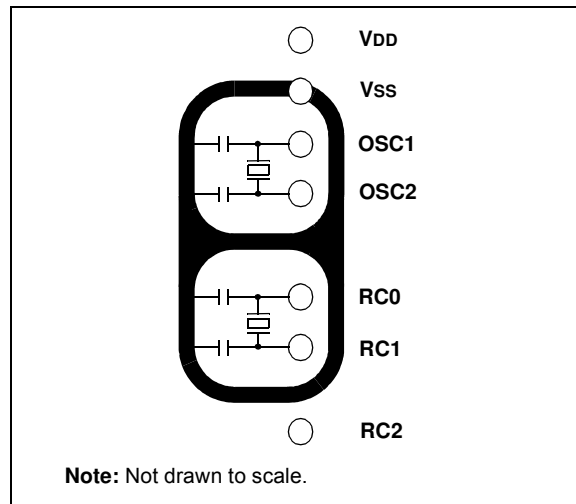 VDD
VSS
OSC1
OSC2
RC0
RC1
RC2
Note: Not drawn to scale.